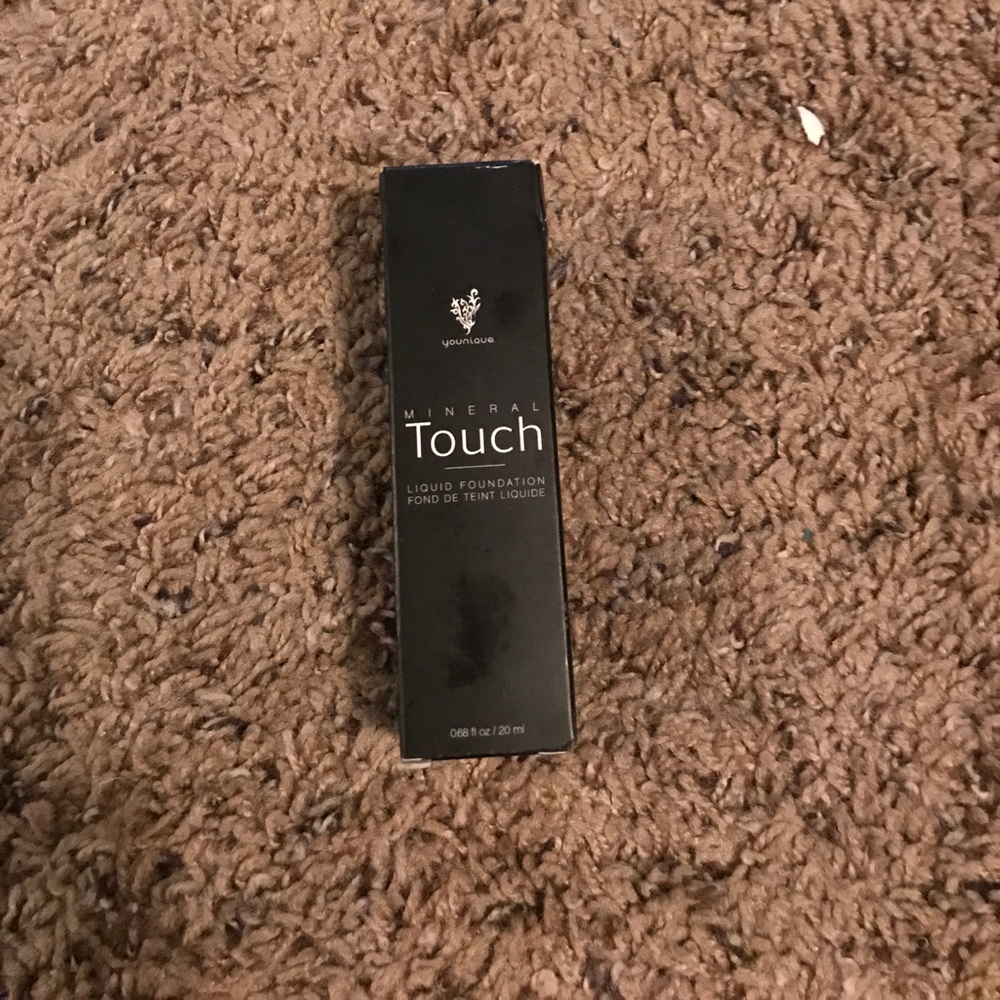 younique
MINERAL
Touch
LIQUID FOUNDATION
FOND DE TEINT LIQUIDE
0.68 fl oz / 20 ml